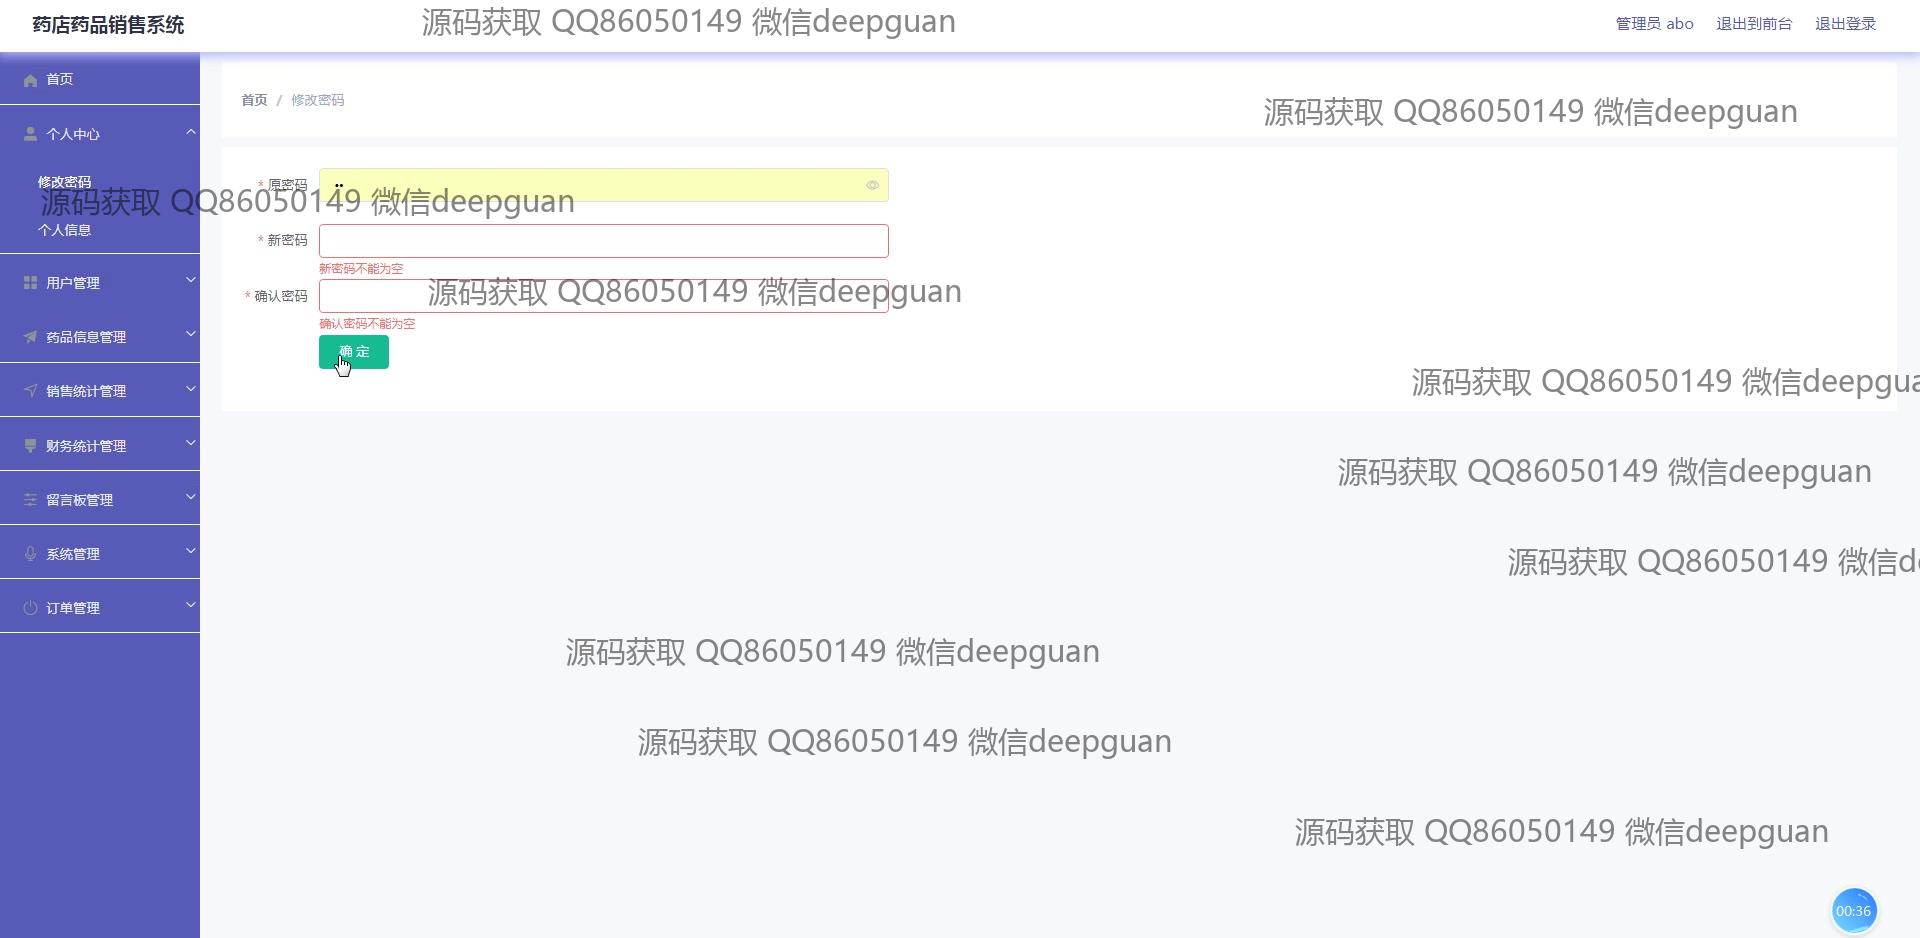 药店药品销售系统
源码获取 QQ86050149 微信deepguan
管理员 abo 退出到前台 退出登录
首页
首页 / 修改密码
源码获取 QQ86050149 微信deepguan
个人中心
修改密码
* 原密码 ••
源码获取 QQ86050149 微信deepguan
个人信息
* 新密码
新密码不能为空
用户管理
* 确认密码
源码获取 QQ86050149 微信deepguan
确认密码不能为空
药品信息管理
确 定
源码获取 QQ86050149 微信deepgua
销售统计管理
财务统计管理
源码获取 QQ86050149 微信deepguan
留言板管理
系统管理
源码获取 QQ86050149 微信de
订单管理
源码获取 QQ86050149 微信deepguan
源码获取 QQ86050149 微信deepguan
源码获取 QQ86050149 微信deepguan
00:36